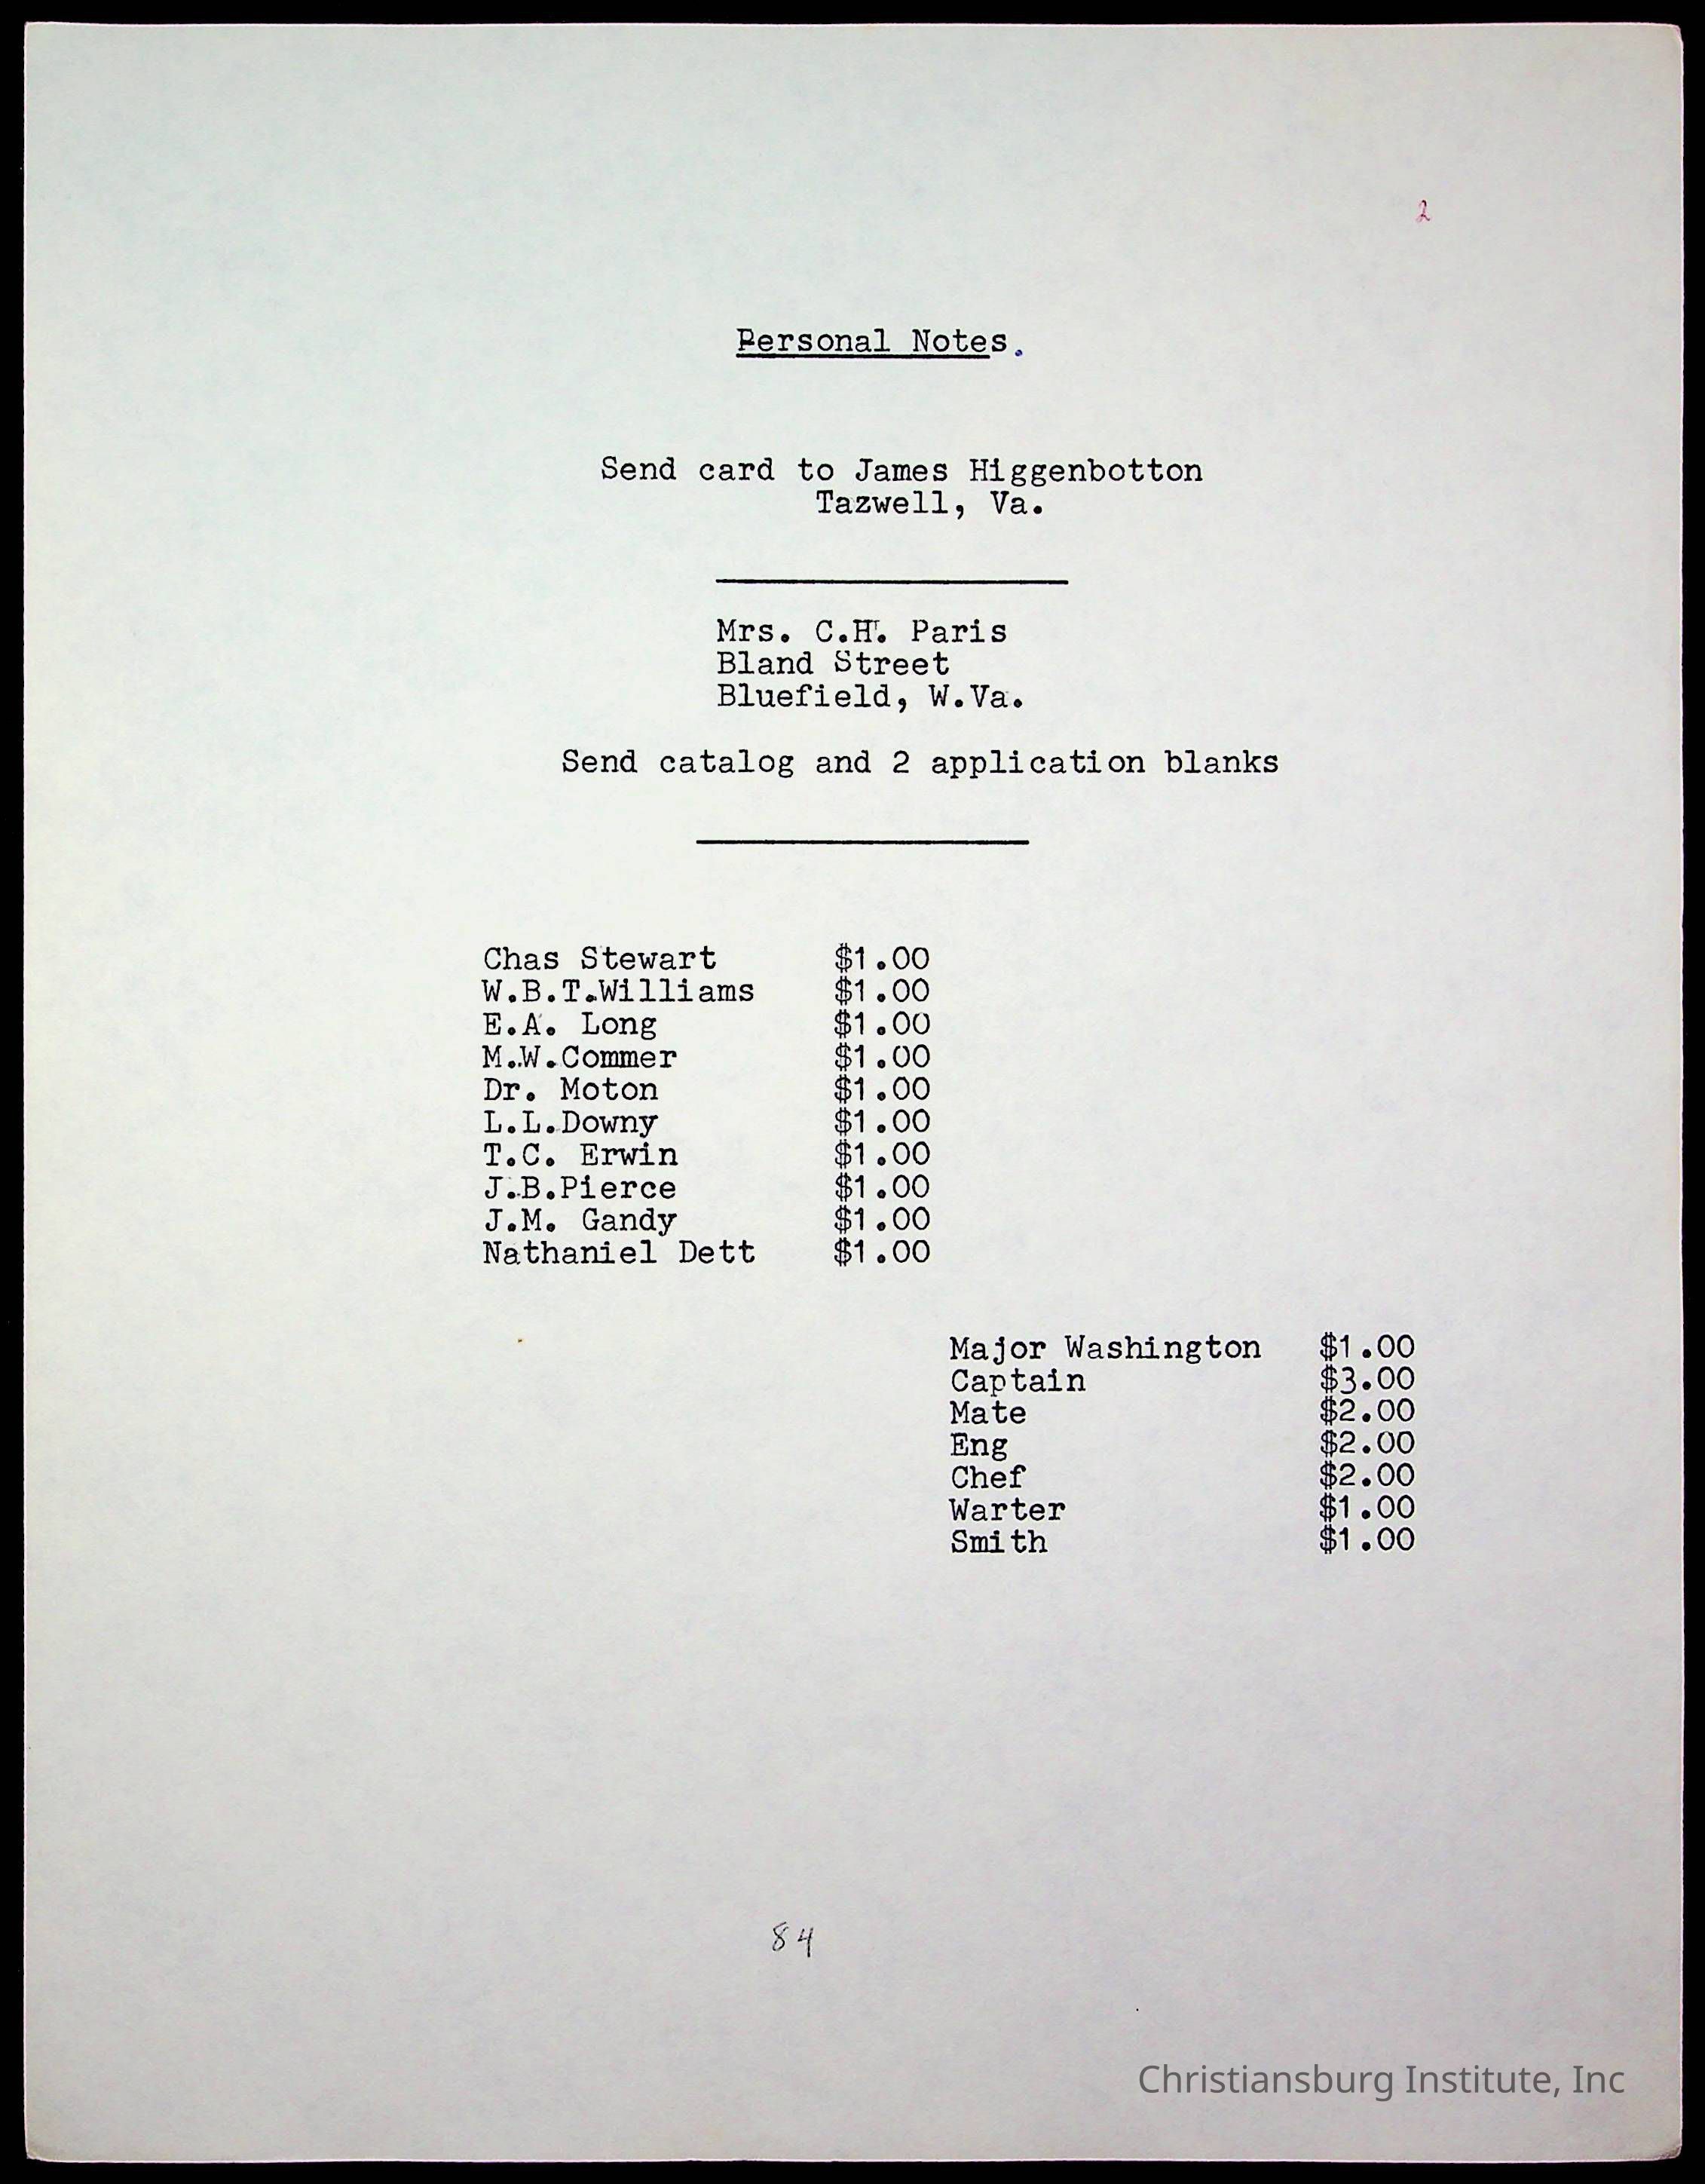 2
Personal Notes.
Send card to James Higgenbotton
Tazwell, Va.
Mrs. C.H. Paris
Bland Street
Bluefield, W.Va.
Send catalog and 2 application blanks
Chas Stewart $1.00
W.B.T.Williams $1.00
E.A. Long $1.00
M.W.Commer $1.00
Dr. Moton $1.00
L.L.Downy $1.00
T.C. Erwin $1.00
J.B.Pierce $1.00
J.M. Gandy $1.00
Nathaniel Dett $1.00
Major Washington $1.00
Captain $3.00
Mate $2.00
Eng $2.00
Chef $2.00
Warter $1.00
Smith $1.00
84
Christiansburg Institute, Inc